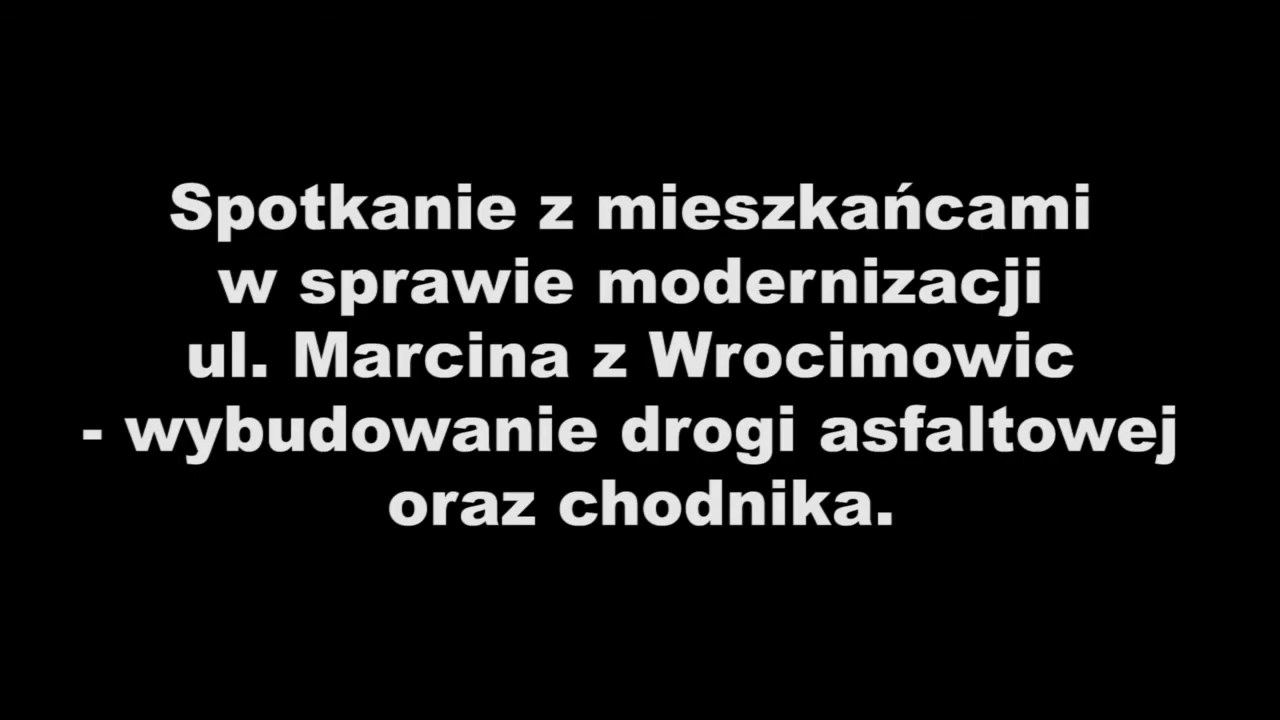 Spotkanie z mieszkańcami
w sprawie modernizacji
ul. Marcina z Wrocimowic
- wybudowanie drogi asfaltowej
oraz chodnika.